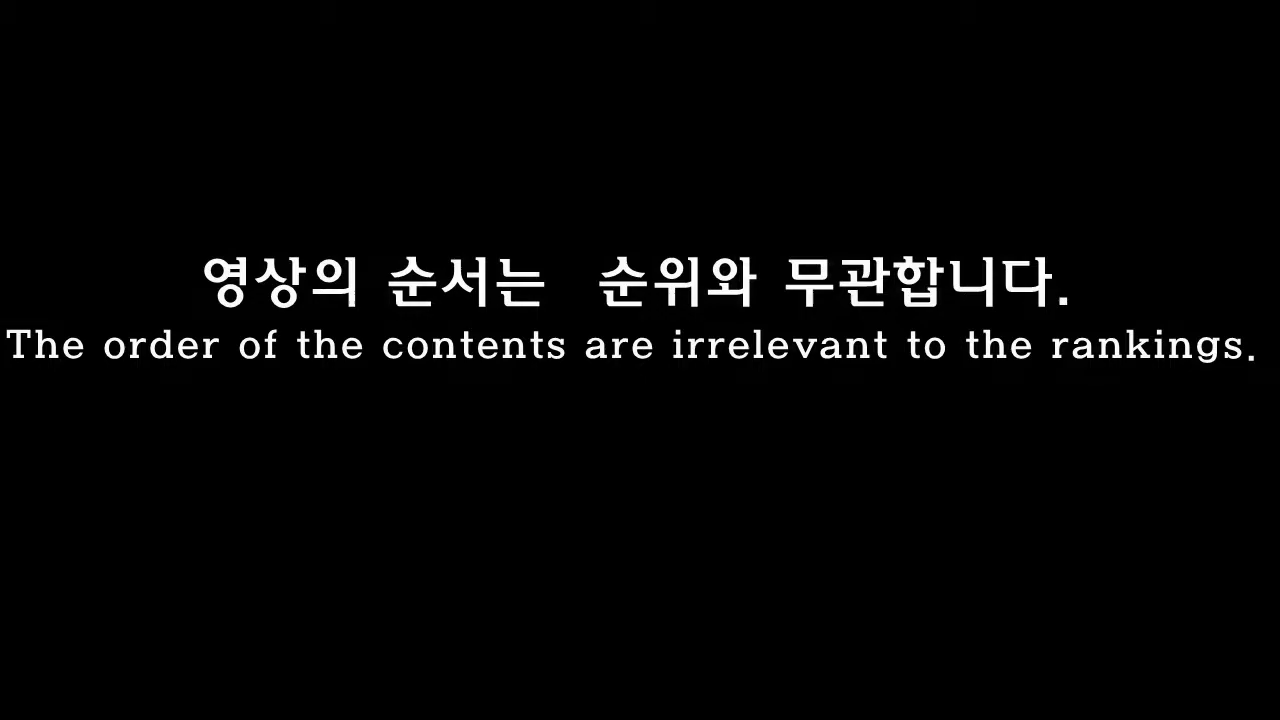 영상의 순서는 순위와 무관합니다.
The order of the contents are irrelevant to the rankings.